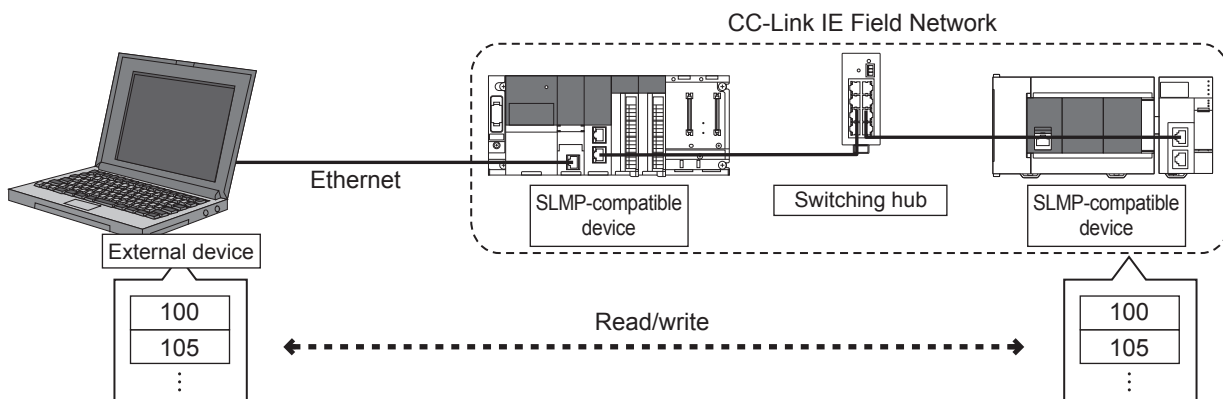 CC-Link IE Field Network
Ethernet
SLMP-compatible
device
Switching hub
SLMP-compatible
device
External device
100
105
⋮
Read/write
100
105
⋮